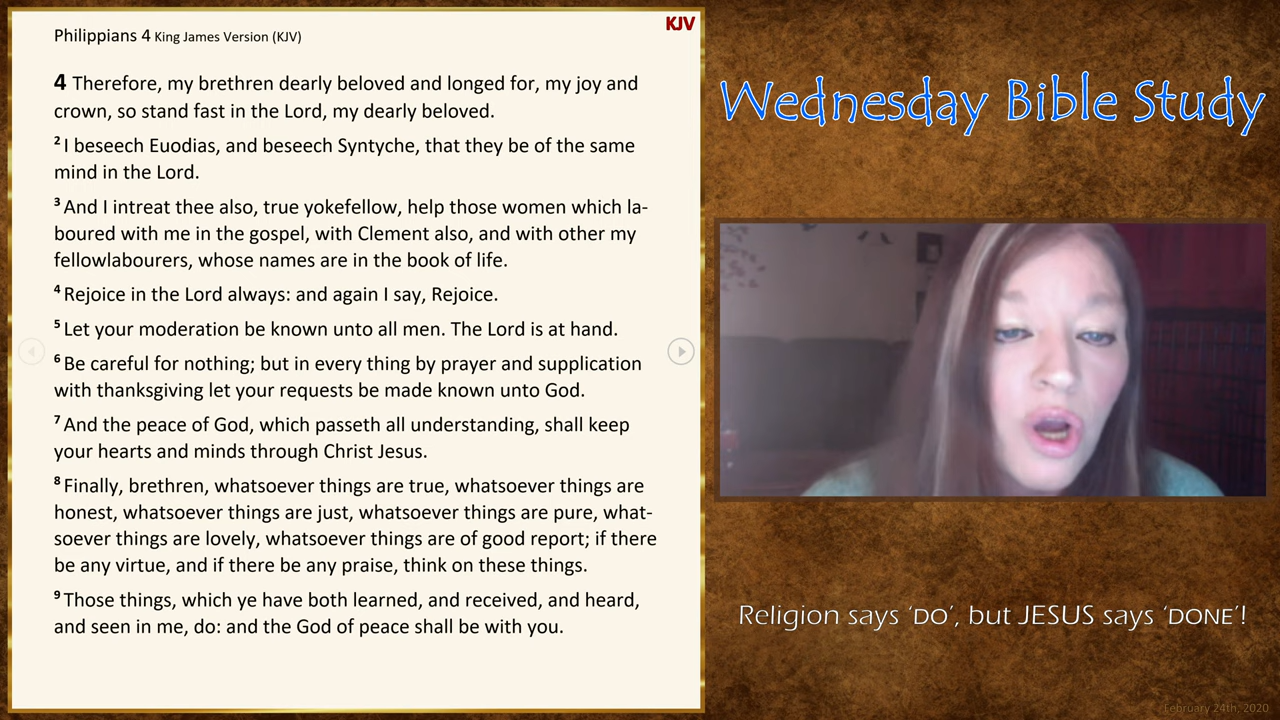 KJV
Philippians 4 King James Version (KJV)
4 Therefore, my brethren dearly beloved and longed for, my joy and
crown, so stand fast in the Lord, my dearly beloved.
2 I beseech Euodias, and beseech Syntyche, that they be of the same
mind in the Lord.
3 And I intreat thee also, true yokefellow, help those women which la-
boured with me in the gospel, with Clement also, and with other my
fellowlabourers, whose names are in the book of life.
4 Rejoice in the Lord always: and again I say, Rejoice.
5 Let your moderation be known unto all men. The Lord is at hand.
6 Be careful for nothing; but in every thing by prayer and supplication
with thanksgiving let your requests be made known unto God.
7 And the peace of God, which passeth all understanding, shall keep
your hearts and minds through Christ Jesus.
8 Finally, brethren, whatsoever things are true, whatsoever things are
honest, whatsoever things are just, whatsoever things are pure, what-
soever things are lovely, whatsoever things are of good report; if there
be any virtue, and if there be any praise, think on these things.
9 Those things, which ye have both learned, and received, and heard,
and seen in me, do: and the God of peace shall be with you.
Wednesday Bible Study
Religion says ‘DO’, but JESUS says ‘DONE’!
February 24th, 2020